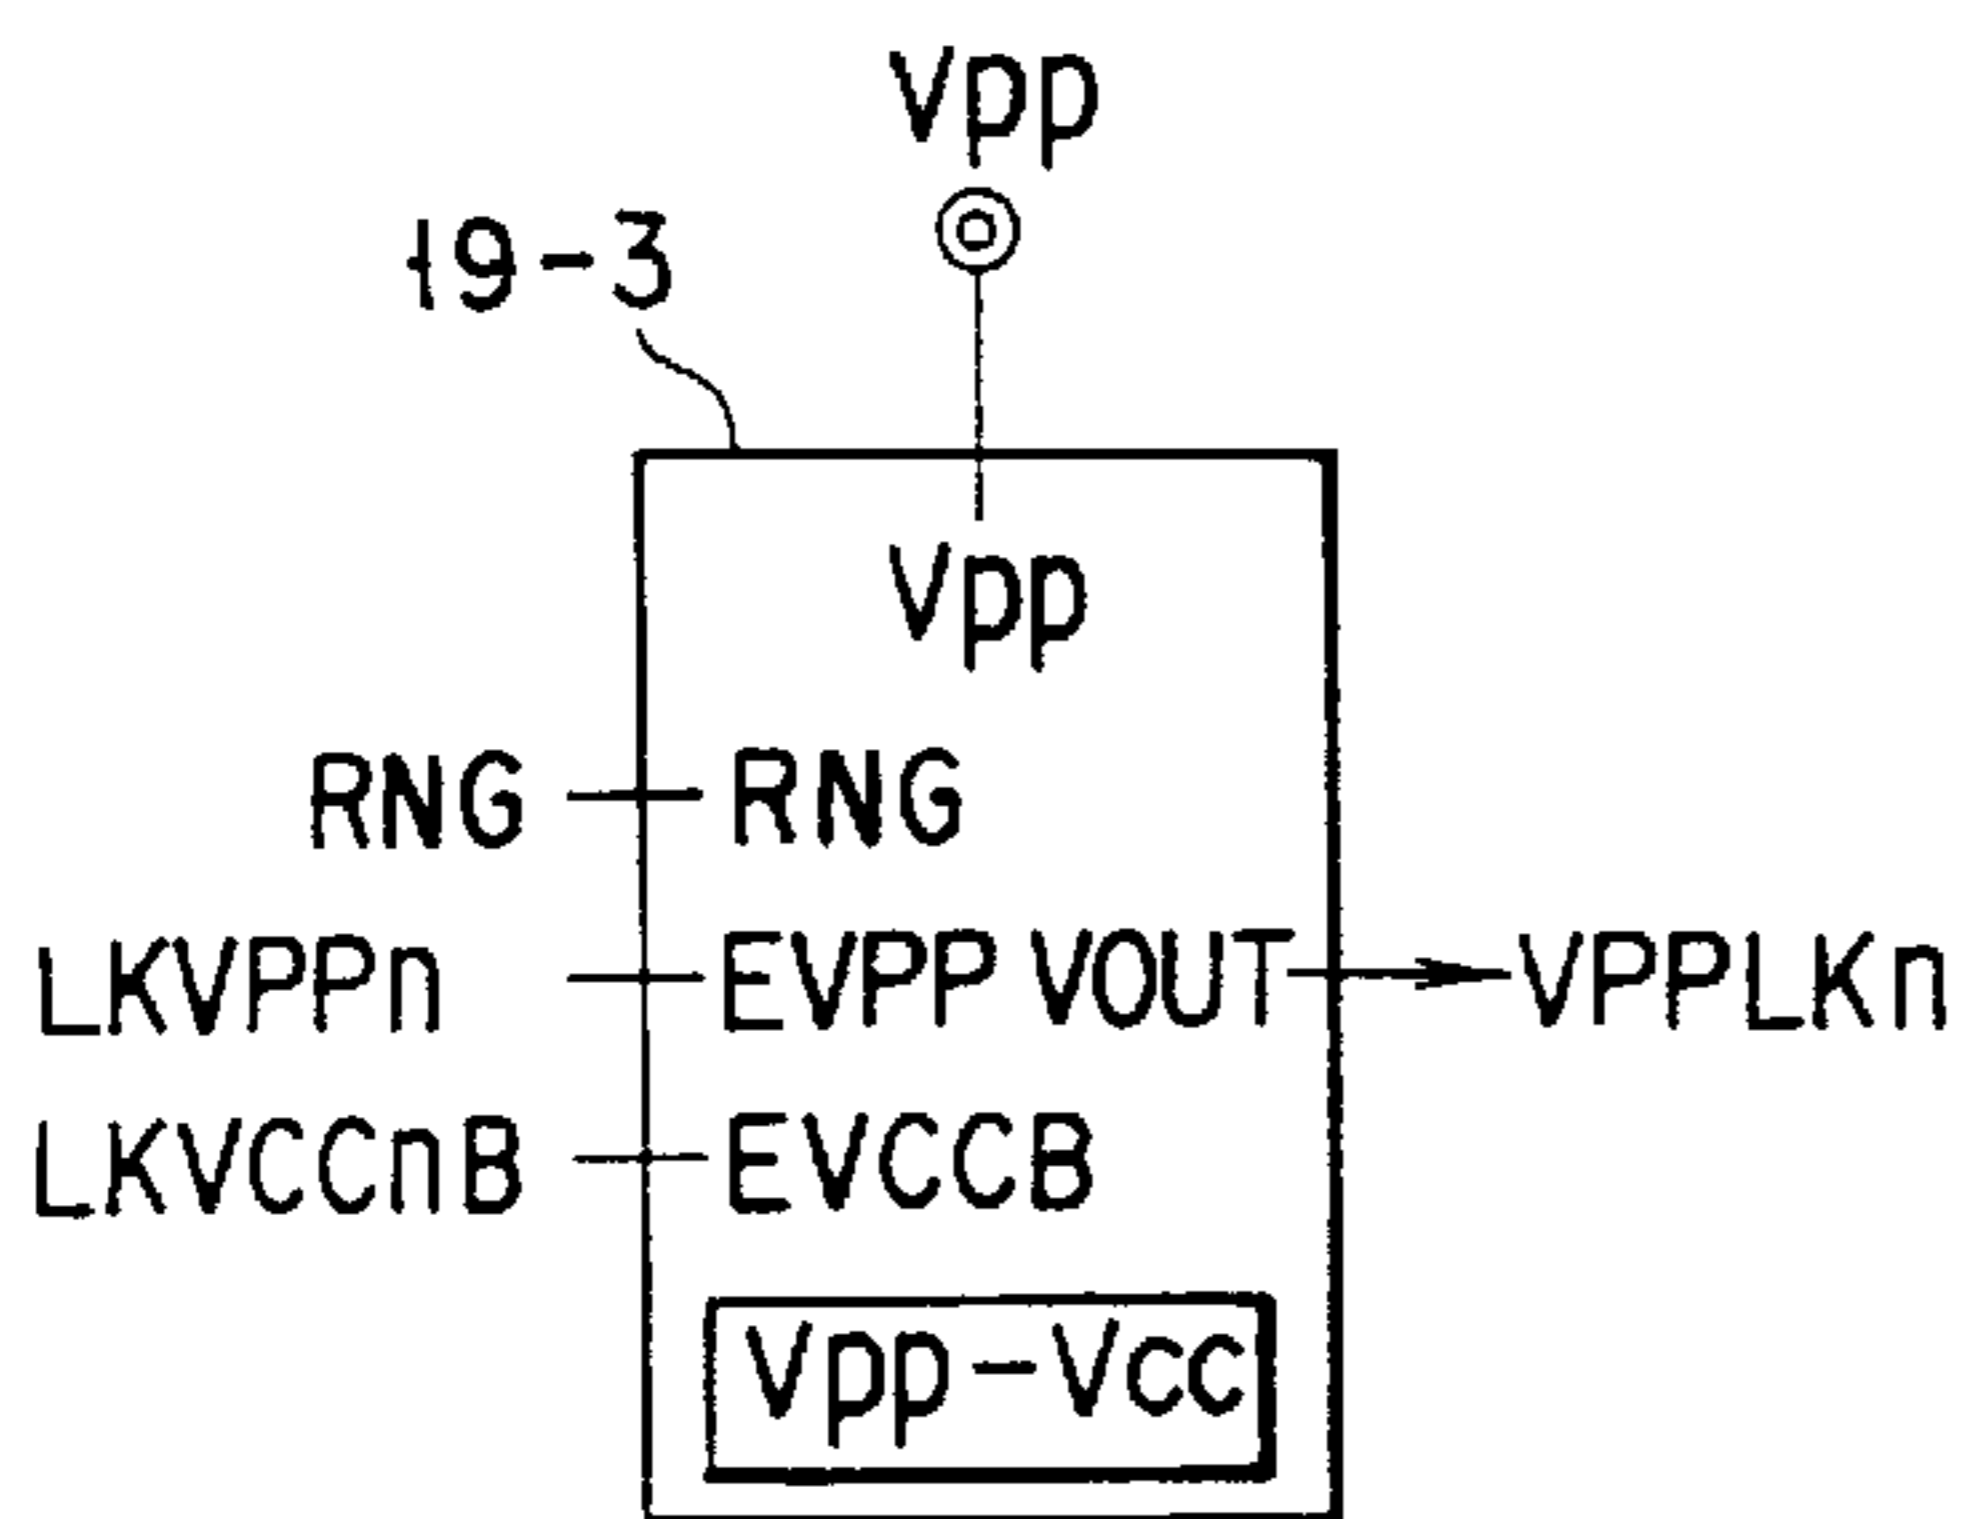 Vpp
19-3
Vpp
RNG RNG
LKVPPn EVPP VOUT VPPLKn
LKVCCnB EVCCB
Vpp-Vcc